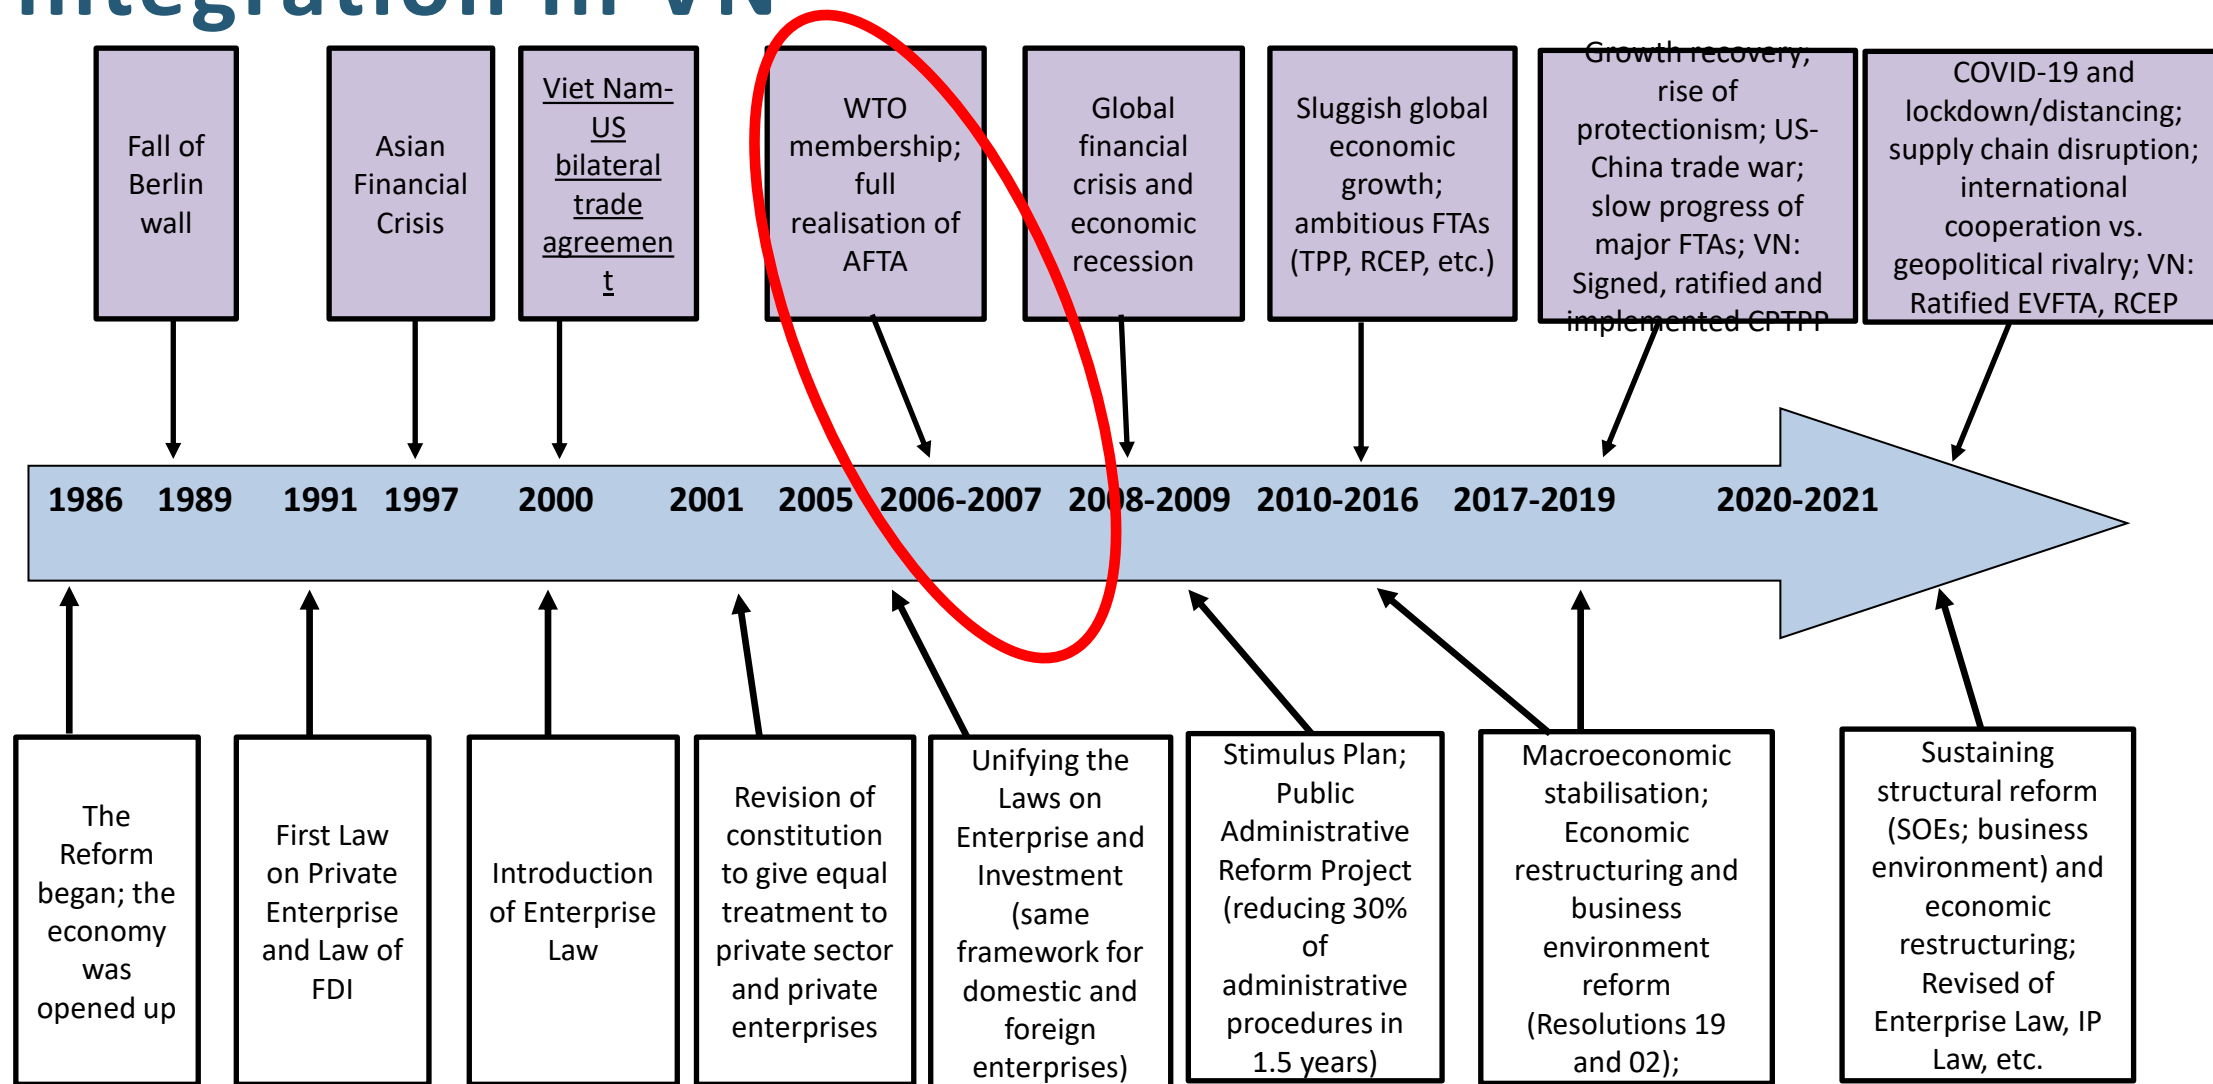 Integration in VN
Fall of
Berlin
wall
Asian
Financial
Crisis
Viet Nam-
US
bilateral
trade
agreemen
t
WTO
membership;
full
realisation of
AFTA
Global
financial
crisis and
economic
recession
Sluggish global
economic
growth;
ambitious FTAs
(TPP, RCEP, etc.)
Growth recovery;
rise of
protectionism; US-
China trade war;
slow progress of
major FTAs; VN:
Signed, ratified and
implemented CPTPP
COVID-19 and
lockdown/distancing;
supply chain disruption;
international
cooperation vs.
geopolitical rivalry; VN:
Ratified EVFTA, RCEP
1986 1989 1991 1997 2000 2001 2005 2006-2007 2008-2009 2010-2016 2017-2019 2020-2021
The
Reform
began; the
economy
was
opened up
First Law
on Private
Enterprise
and Law of
FDI
Introduction
of Enterprise
Law
Revision of
constitution
to give equal
treatment to
private sector
and private
enterprises
Unifying the
Laws on
Enterprise and
Investment
(same
framework for
domestic and
foreign
enterprises)
Stimulus Plan;
Public
Administrative
Reform Project
(reducing 30%
of
administrative
procedures in
1.5 years)
Macroeconomic
stabilisation;
Economic
restructuring and
business
environment
reform
(Resolutions 19
and 02);
Sustaining
structural reform
(SOEs; business
environment) and
economic
restructuring;
Revised of
Enterprise Law, IP
Law, etc.